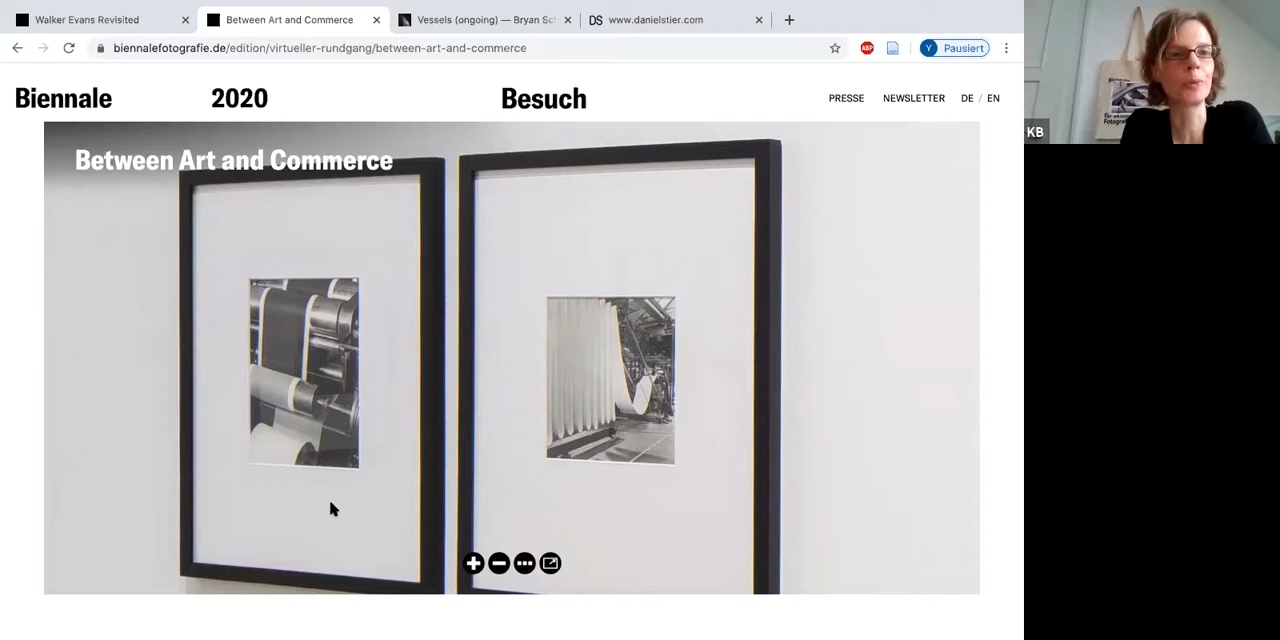 Walker Evans Revisited
Between Art and Commerce
Vessels (ongoing) — Bryan Sc
DS www.danielstier.com
biennalefotografie.de/edition/virtueller-rundgang/between-art-and-commerce
ABP
Y Pausiert
Biennale 2020 Besuch PRESSE NEWSLETTER DE / EN
Between Art and Commerce
KB